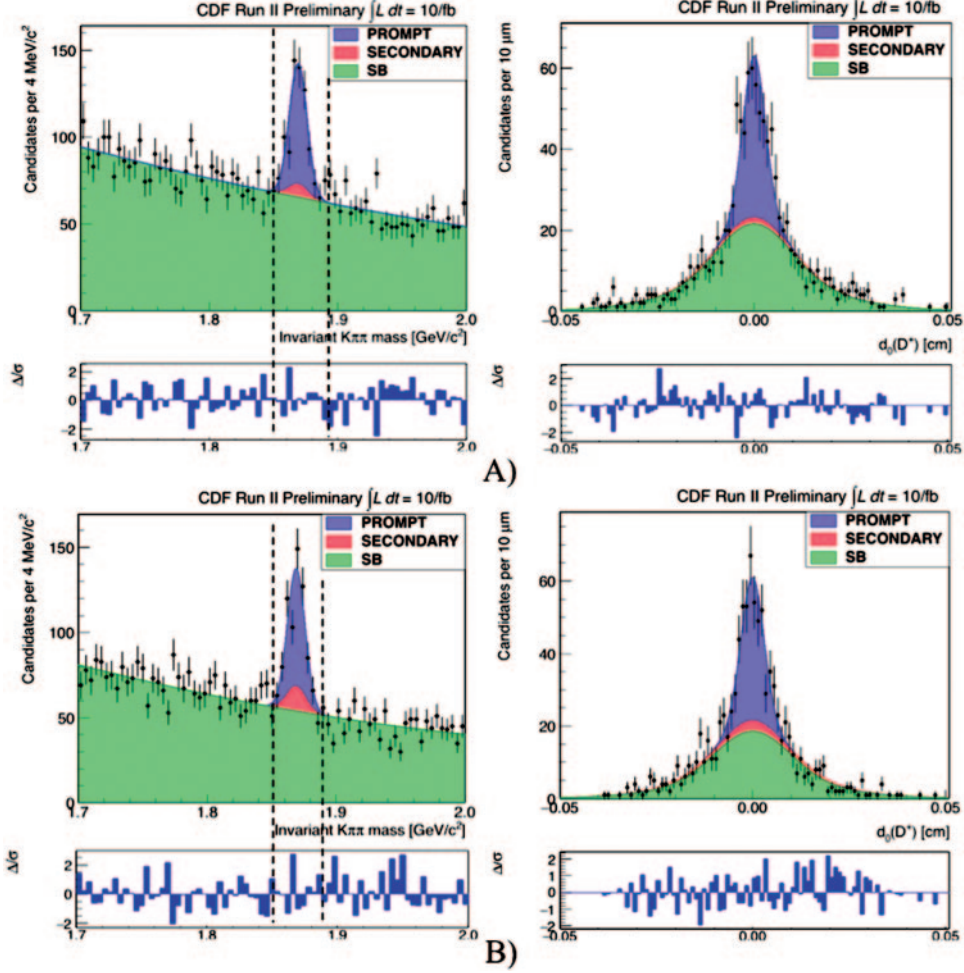 CDF Run II Preliminary ∫L dt = 10/fb
Candidates per 4 MeV/c²
PROMPT
SECONDARY
SB
150
100
50
0
1.7 1.8 1.9 2.0
Invariant Kππ mass [GeV/c²]
Δ/σ
2
0
-2
1.7 1.8 1.9 2.0
CDF Run II Preliminary ∫L dt = 10/fb
Candidates per 10 μm
PROMPT
SECONDARY
SB
60
40
20
0
-0.05 0.00 0.05
d₀(D⁺) [cm]
Δ/σ
2
1
0
-1
-2
-0.05 0.00 0.05
A)
CDF Run II Preliminary ∫L dt = 10/fb
Candidates per 4 MeV/c²
PROMPT
SECONDARY
SB
150
100
50
0
1.7 1.8 1.9 2.0
Invariant Kππ mass [GeV/c²]
Δ/σ
2
0
-2
1.7 1.8 1.9 2.0
CDF Run II Preliminary ∫L dt = 10/fb
Candidates per 10 μm
PROMPT
SECONDARY
SB
60
40
20
0
-0.05 0.00 0.05
d₀(D⁺) [cm]
Δ/σ
2
1
0
-1
-2
-0.05 0.00 0.05
B)